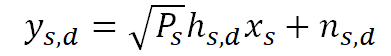 $y_{s,d} = \sqrt{P_s} h_{s,d} x_s + n_{s,d}$